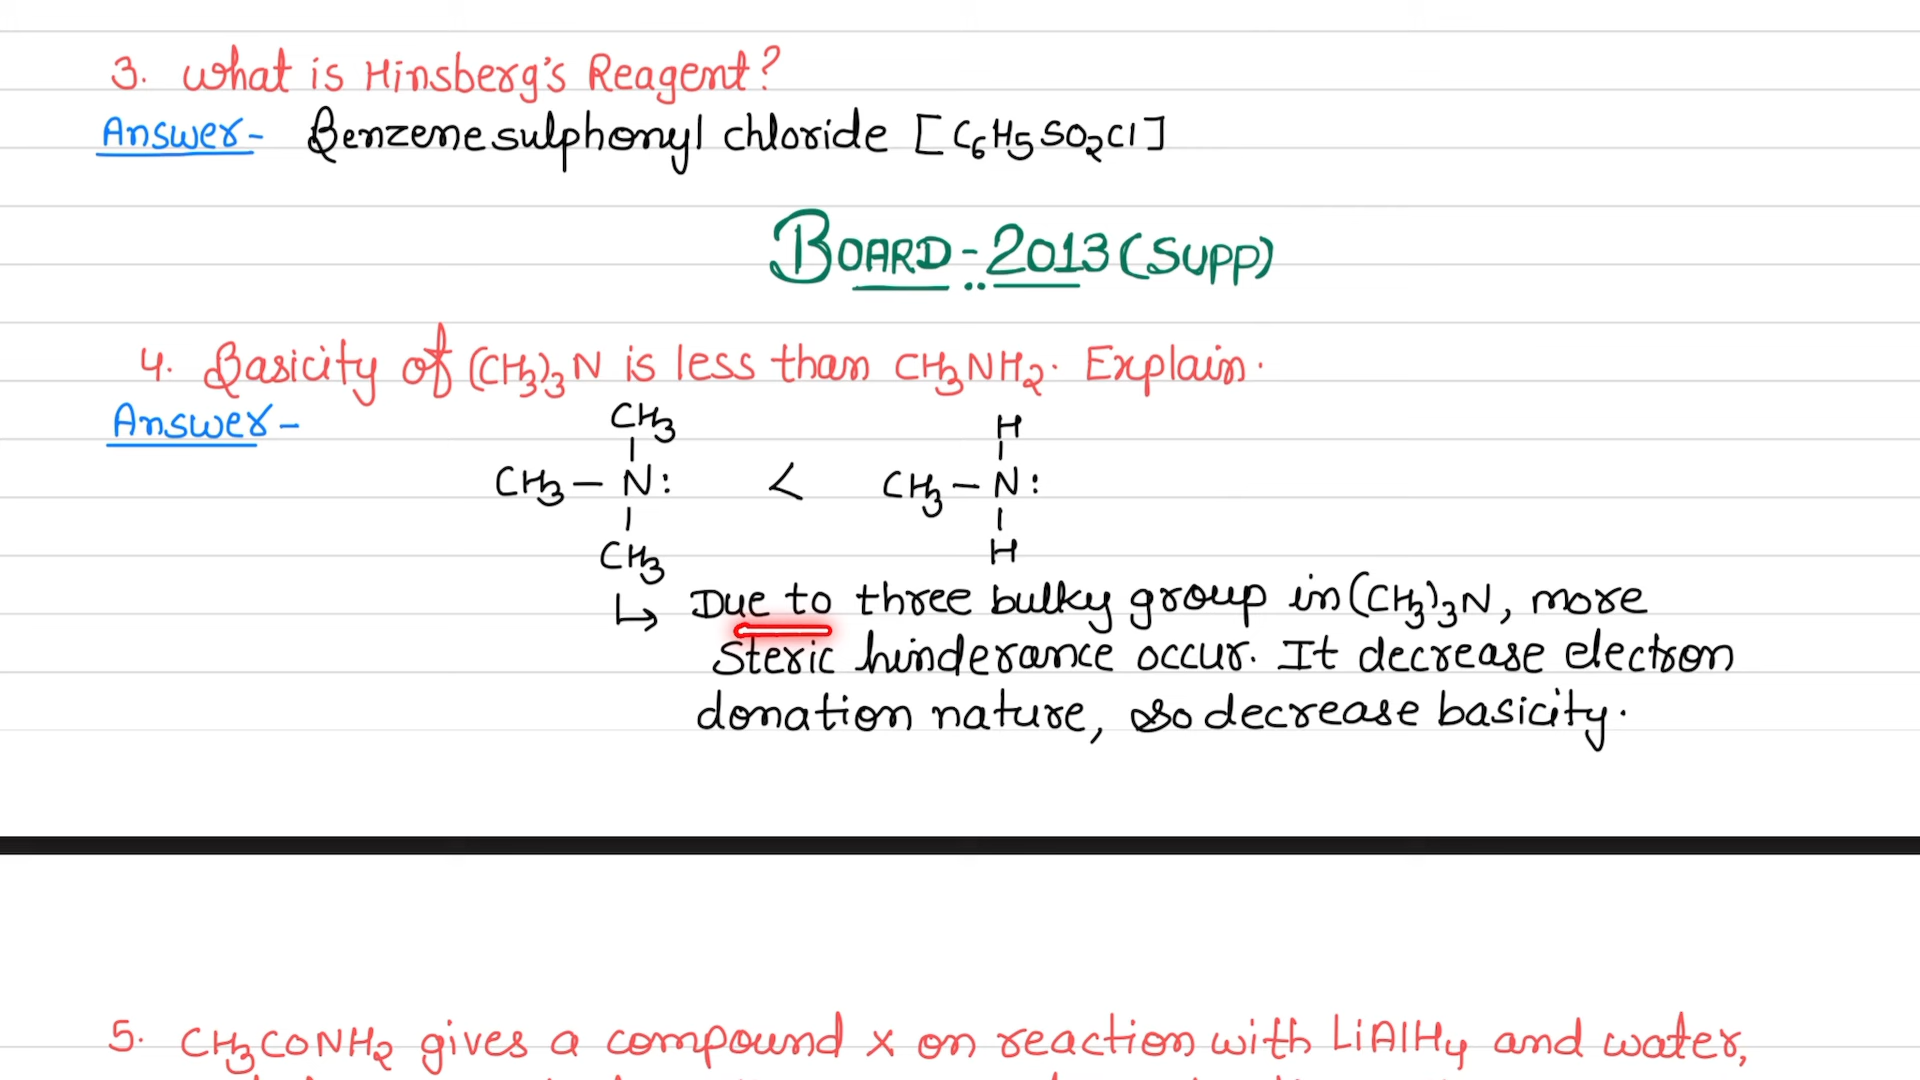 3. What is Hinsberg's Reagent?
Answer- Benzene sulphonyl chloride [C6H5SO2Cl]
BOARD-2013(SUPP)
4. Basicity of (CH3)3N is less than CH3NH2. Explain.
Answer-
CH3 H
CH3-N: < CH3-N:
CH3 H
↳ Due to three bulky group in (CH3)3N, more
Steric hinderance occur. It decrease electron
donation nature, so decrease basicity.
5. CH3CONH2 gives a compound x on reaction with LiAlH4 and water,